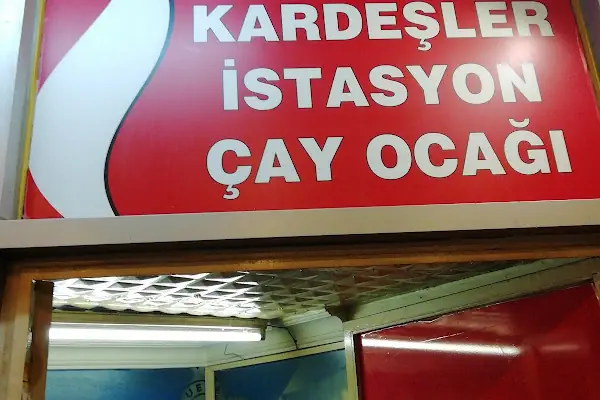 KARDEŞLER
İSTASYON
ÇAY OCAĞI